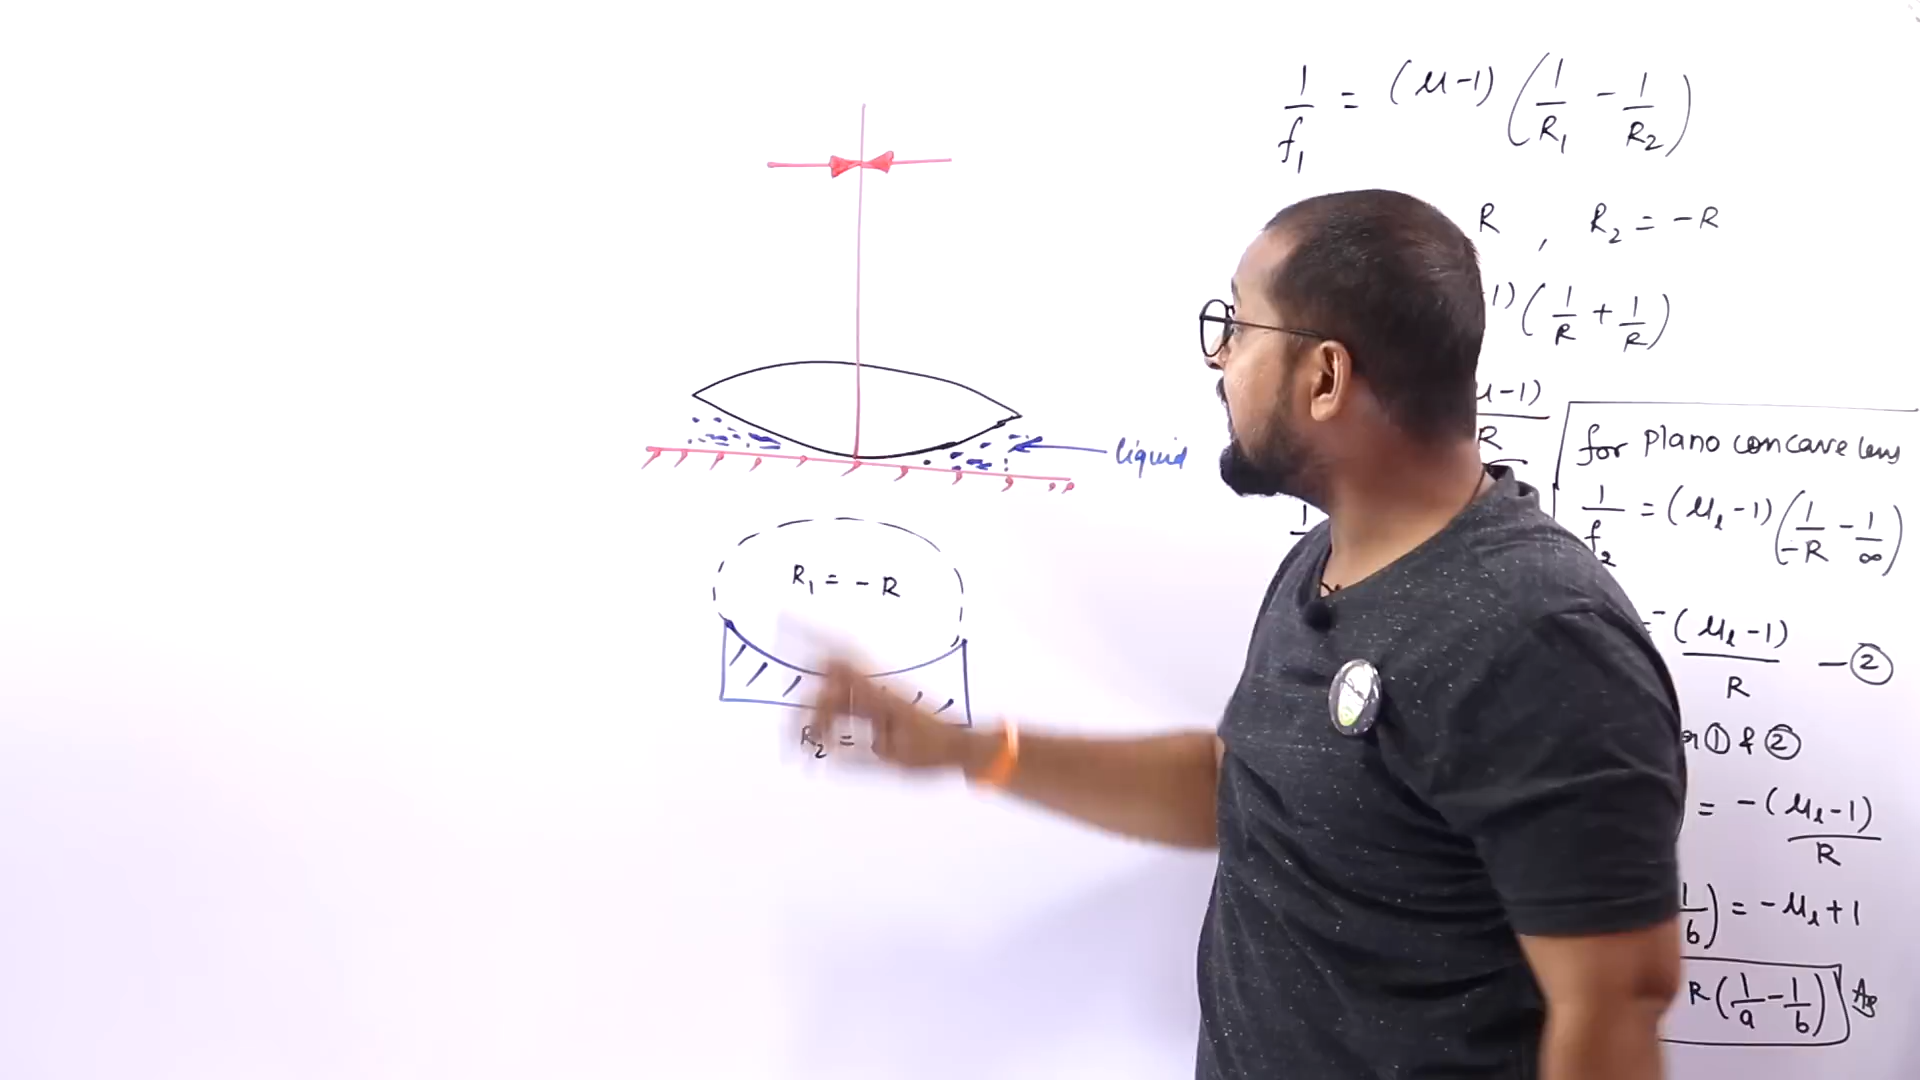 1/f₁ = (μ-1) (1/R₁ - 1/R₂)
R , R₂ = -R
1) (1/R + 1/R)
-1)
R
liquid
R₁ = - R
R₂ =
for Plano concave lens
1/f₂ = (μₗ-1) (1/-R - 1/∞)
-(μₗ-1)/R - ②
① & ②
= -(μₗ-1)/R
1/b) = -μₗ+1
R(1/a - 1/b)